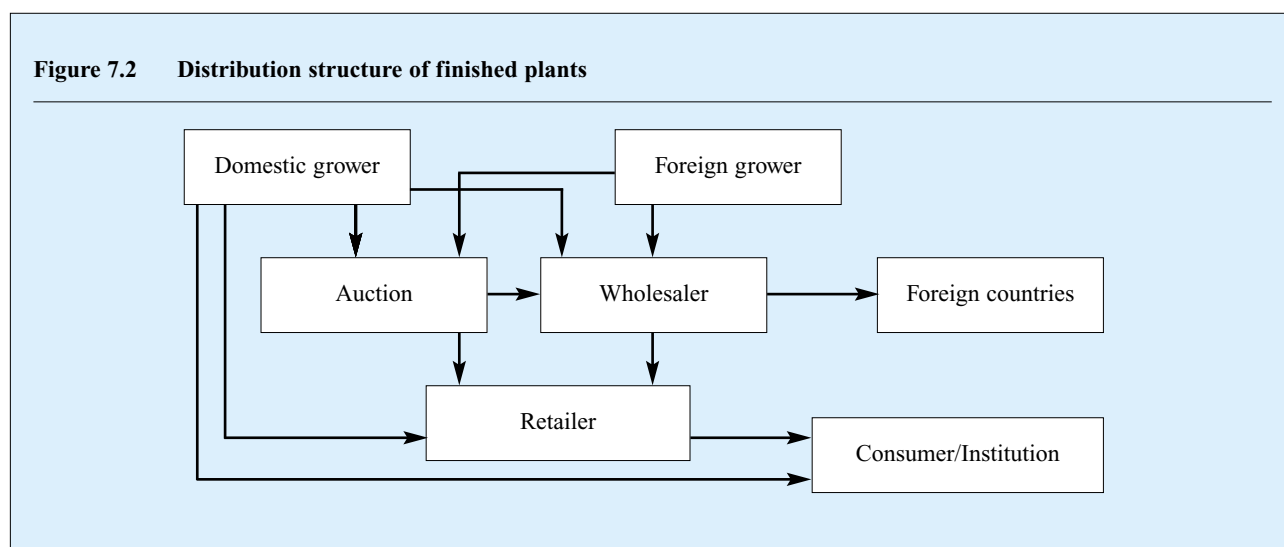 Figure 7.2 Distribution structure of finished plants
Domestic grower
Foreign grower
Auction
Wholesaler
Foreign countries
Retailer
Consumer/Institution